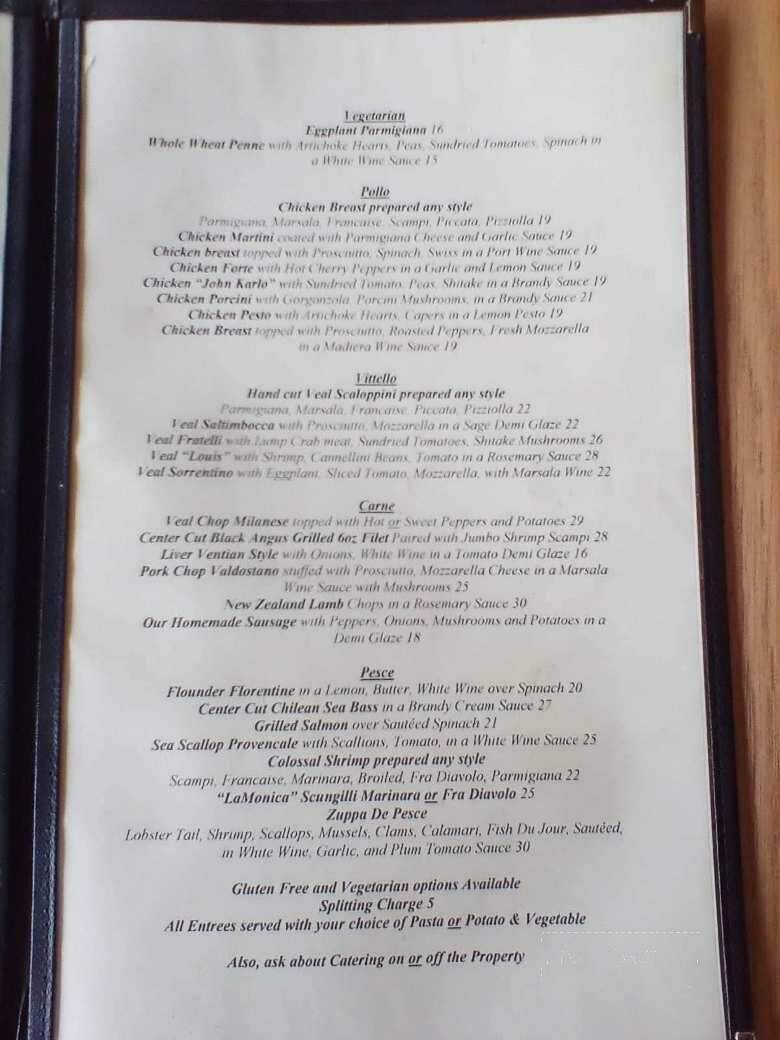 Vegetarian
Eggplant Parmigiana 16
Whole Wheat Penne with Artichoke Hearts, Peas, Sundried Tomatoes, Spinach in
a White Wine Sauce 15
Pollo
Chicken Breast prepared any style
Parmigiana, Marsala, Francaise, Scampi, Piccata, Pizziolla 19
Chicken Martini coated with Parmigiana Cheese and Garlic Sauce 19
Chicken breast topped with Prosciutto, Spinach, Swiss in a Port Wine Sauce 19
Chicken Forte with Hot Cherry Peppers in a Garlic and Lemon Sauce 19
Chicken "John Karlo" with Sundried Tomato, Peas, Shitake in a Brandy Sauce 19
Chicken Porcini with Gorgonzola, Porcini Mushrooms, in a Brandy Sauce 21
Chicken Pesto with Artichoke Hearts, Capers in a Lemon Pesto 19
Chicken Breast topped with Prosciutto, Roasted Peppers, Fresh Mozzarella
in a Madiera Wine Sauce 19
Vittello
Hand cut Veal Scaloppini prepared any style
Parmigiana, Marsala, Francaise, Piccata, Pizziolla 22
Veal Saltimbocca with Prosciutto, Mozzarella in a Sage Demi Glaze 22
Veal Fratelli with Lump Crab meat, Sundried Tomatoes, Shitake Mushrooms 26
Veal "Louis" with Shrimp, Cannellini Beans, Tomato in a Rosemary Sauce 28
Veal Sorrentino with Eggplant, Sliced Tomato, Mozzarella, with Marsala Wine 22
Carne
Veal Chop Milanese topped with Hot or Sweet Peppers and Potatoes 29
Center Cut Black Angus Grilled 6oz Filet Paired with Jumbo Shrimp Scampi 28
Liver Ventian Style with Onions, White Wine in a Tomato Demi Glaze 16
Pork Chop Valdostano stuffed with Prosciutto, Mozzarella Cheese in a Marsala
Wine Sauce with Mushrooms 25
New Zealand Lamb Chops in a Rosemary Sauce 30
Our Homemade Sausage with Peppers, Onions, Mushrooms and Potatoes in a
Demi Glaze 18
Pesce
Flounder Florentine in a Lemon, Butter, White Wine over Spinach 20
Center Cut Chilean Sea Bass in a Brandy Cream Sauce 27
Grilled Salmon over Sautéed Spinach 21
Sea Scallop Provencale with Scallions, Tomato, in a White Wine Sauce 25
Colossal Shrimp prepared any style
Scampi, Francaise, Marinara, Broiled, Fra Diavolo, Parmigiana 22
"LaMonica" Scungilli Marinara or Fra Diavolo 25
Zuppa De Pesce
Lobster Tail, Shrimp, Scallops, Mussels, Clams, Calamari, Fish Du Jour, Sautéed,
in White Wine, Garlic, and Plum Tomato Sauce 30
Gluten Free and Vegetarian options Available
Splitting Charge 5
All Entrees served with your choice of Pasta or Potato & Vegetable
Also, ask about Catering on or off the Property